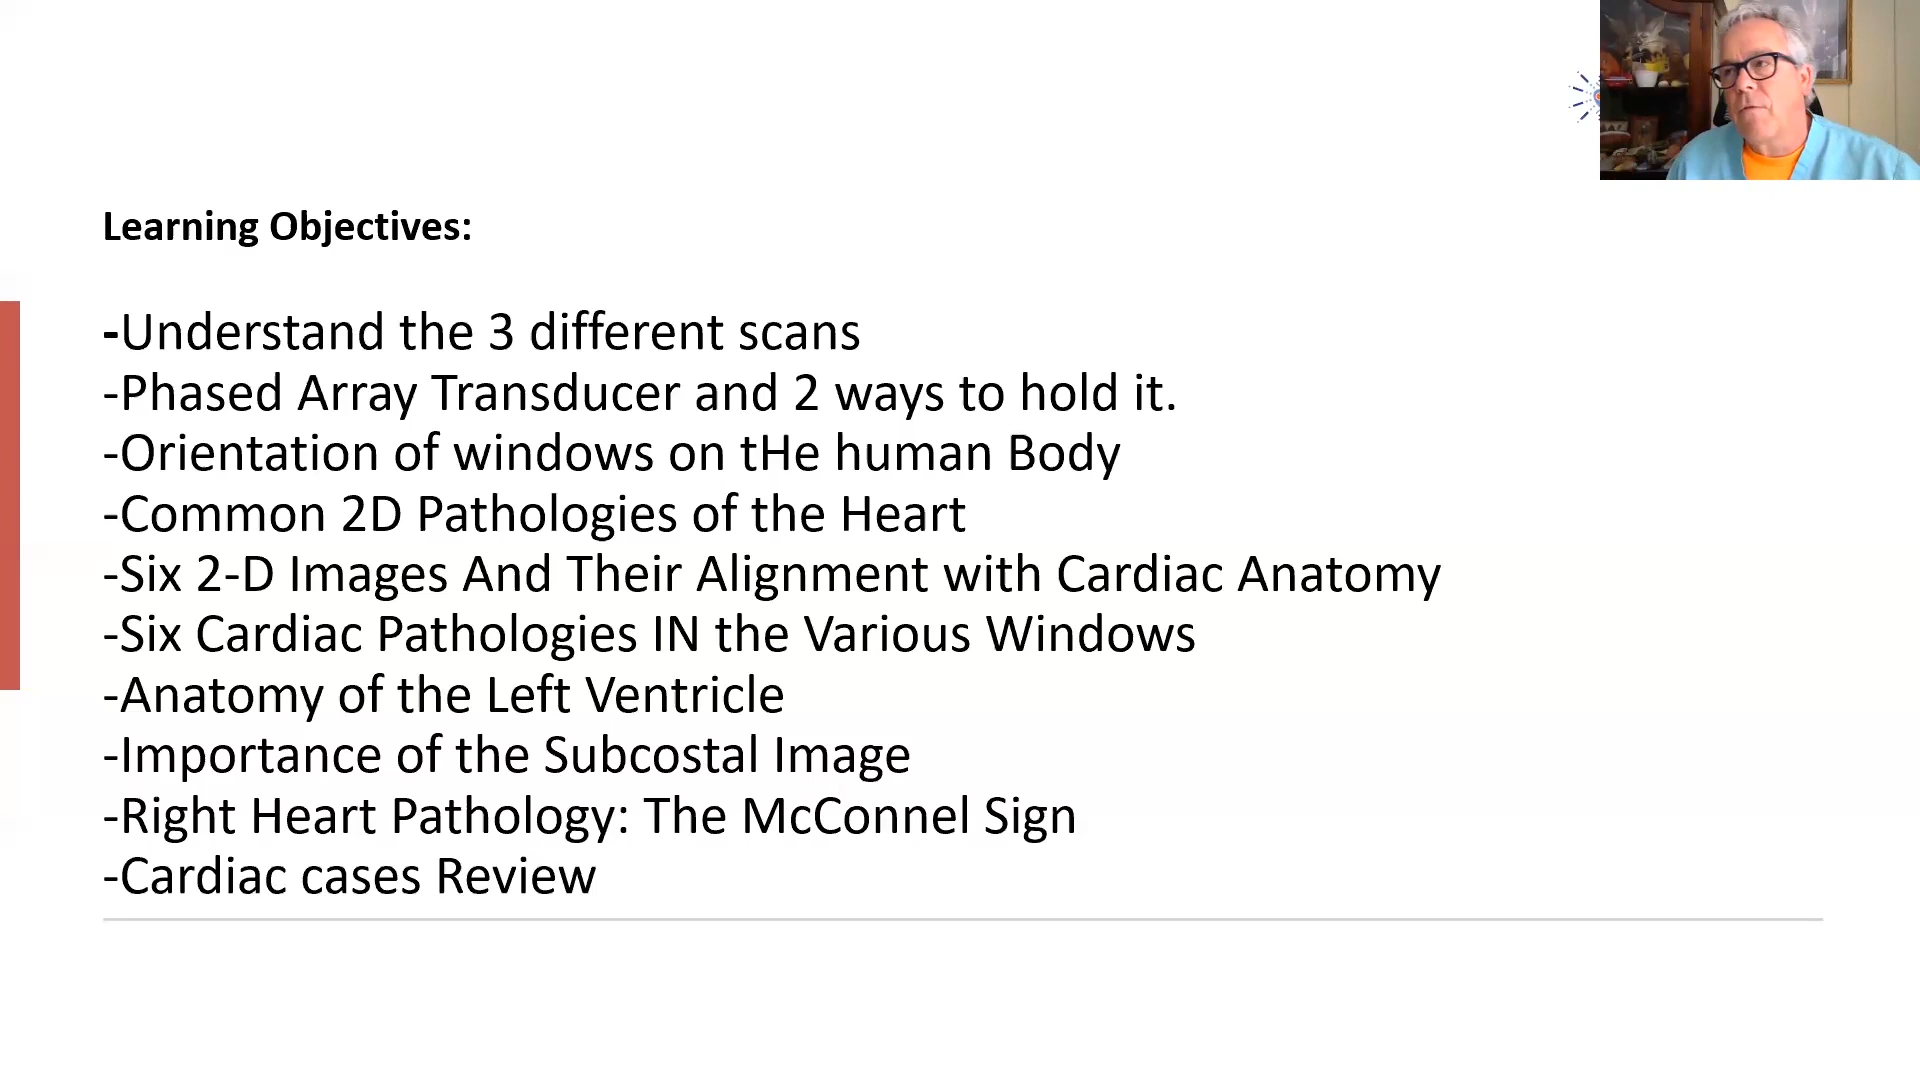 Learning Objectives:
-Understand the 3 different scans
-Phased Array Transducer and 2 ways to hold it.
-Orientation of windows on tHe human Body
-Common 2D Pathologies of the Heart
-Six 2-D Images And Their Alignment with Cardiac Anatomy
-Six Cardiac Pathologies IN the Various Windows
-Anatomy of the Left Ventricle
-Importance of the Subcostal Image
-Right Heart Pathology: The McConnel Sign
-Cardiac cases Review